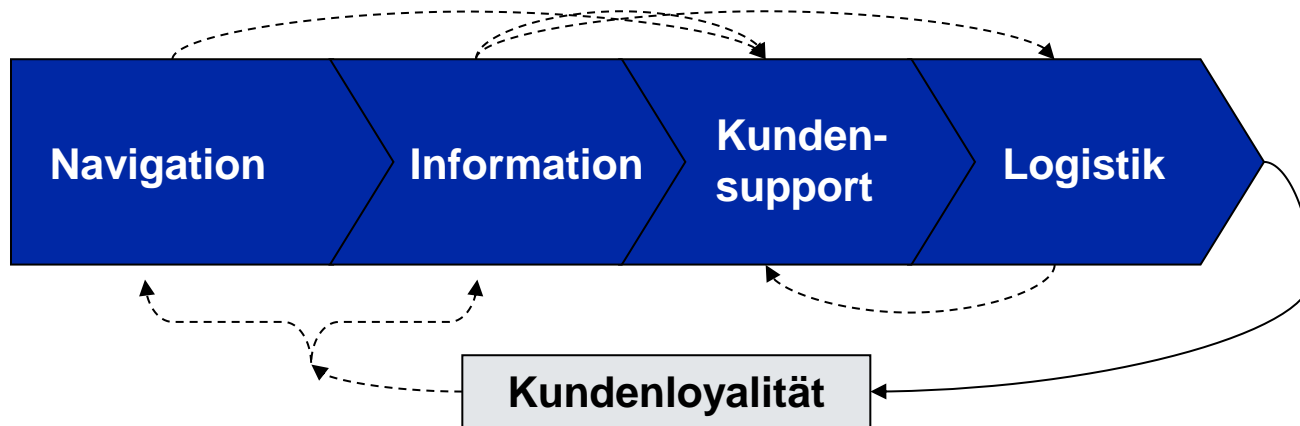 Navigation
Information
Kunden-
support
Logistik
Kundenloyalität